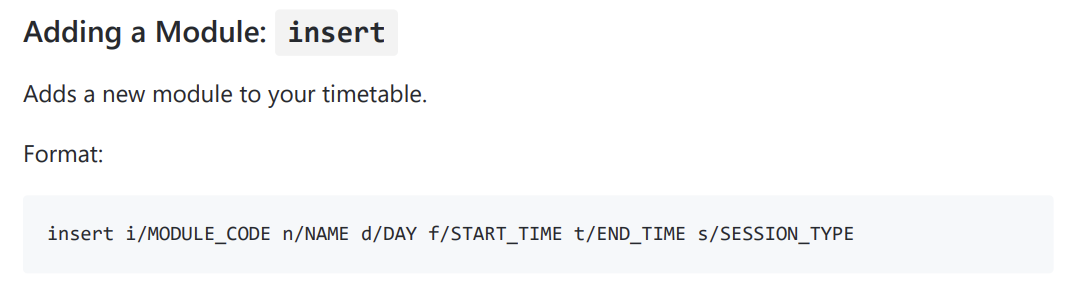 Adding a Module: insert
Adds a new module to your timetable.
Format:
insert i/MODULE_CODE n/NAME d/DAY f/START_TIME t/END_TIME s/SESSION_TYPE